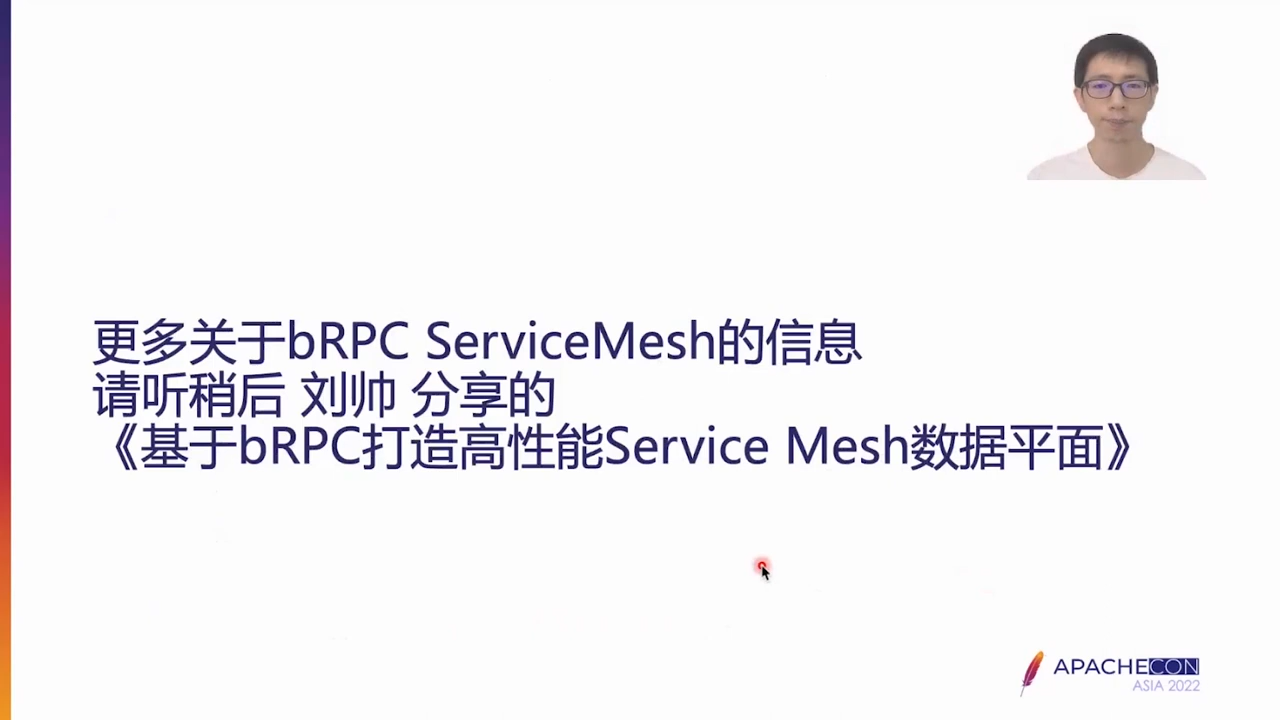 更多关于bRPC ServiceMesh的信息
请听稍后 刘帅 分享的
《基于bRPC打造高性能Service Mesh数据平面》
APACHECON
ASIA 2022